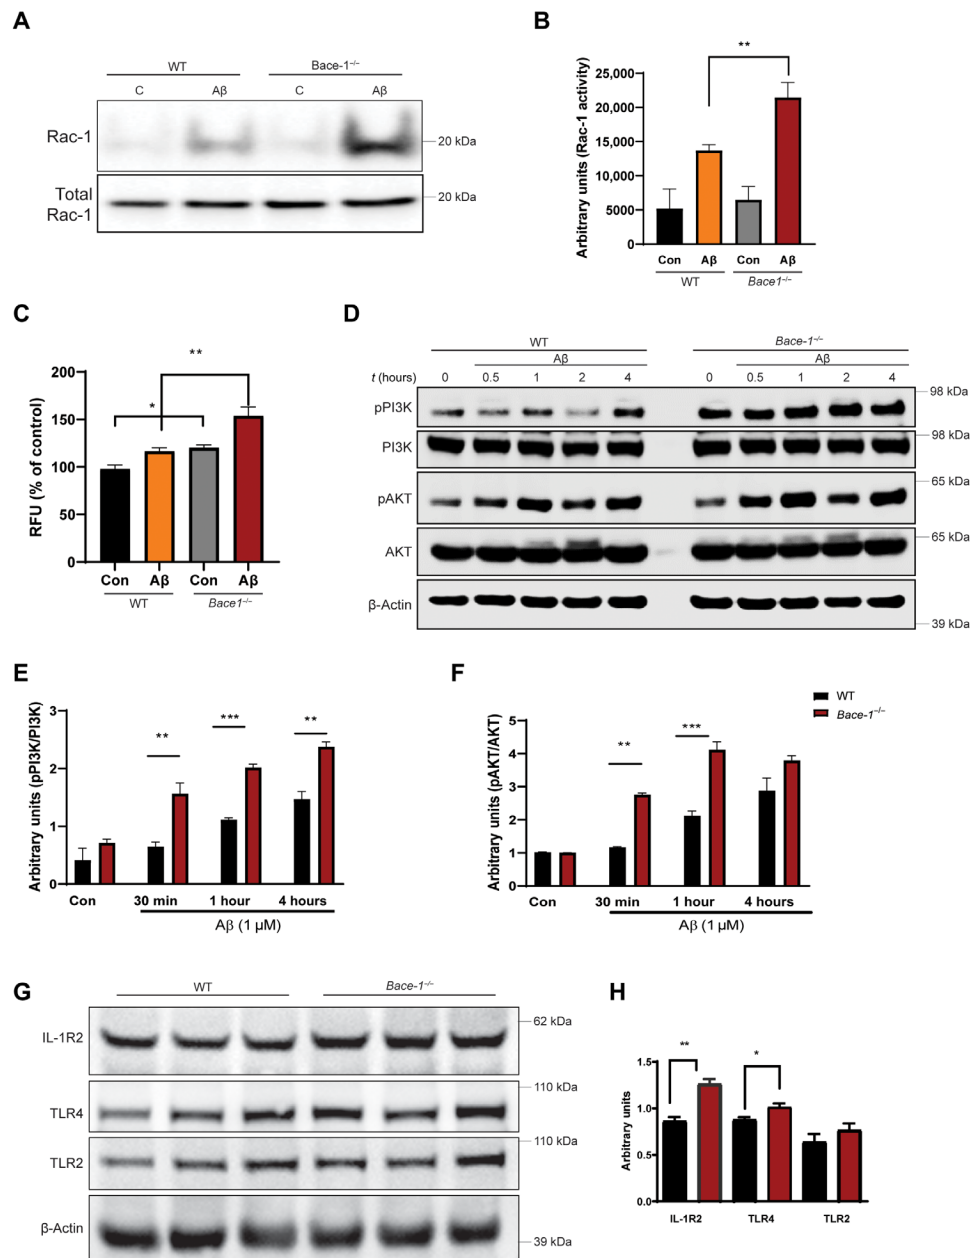 A
WT
Bace-1–/–
C
Aβ
C
Aβ
Rac-1
20 kDa
Total
Rac-1
20 kDa
B
**
Arbitrary units (Rac-1 activity)
25,000
20,000
15,000
10,000
5000
0
Con
Aβ
Con
Aβ
WT
Bace1–/–
C
**
*
RFU (% of control)
200
150
100
50
0
Con
Aβ
Con
Aβ
WT
Bace1–/–
D
WT
Bace-1–/–
Aβ
Aβ
t (hours)
0
0.5
1
2
4
0
0.5
1
2
4
98 kDa
pPI3K
98 kDa
PI3K
65 kDa
pAKT
65 kDa
AKT
β-Actin
39 kDa
E
Arbitrary units (pPI3K/PI3K)
3
2
1
0
**
***
**
Con
30 min
1 hour
4 hours
Aβ (1 µM)
F
WT
Bace-1–/–
Arbitrary units (pAKT/AKT)
5
4
3
2
1
0
**
***
Con
30 min
1 hour
4 hours
Aβ (1 µM)
G
WT
Bace-1–/–
IL-1R2
62 kDa
TLR4
110 kDa
TLR2
110 kDa
β-Actin
39 kDa
H
Arbitrary units
1.5
1.0
0.5
0.0
**
*
IL-1R2
TLR4
TLR2